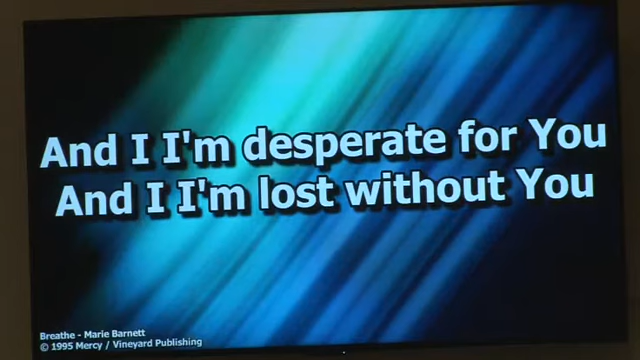 And I I'm desperate for You
And I I'm lost without You
Breathe - Marie Barnett
© 1995 Mercy / Vineyard Publishing